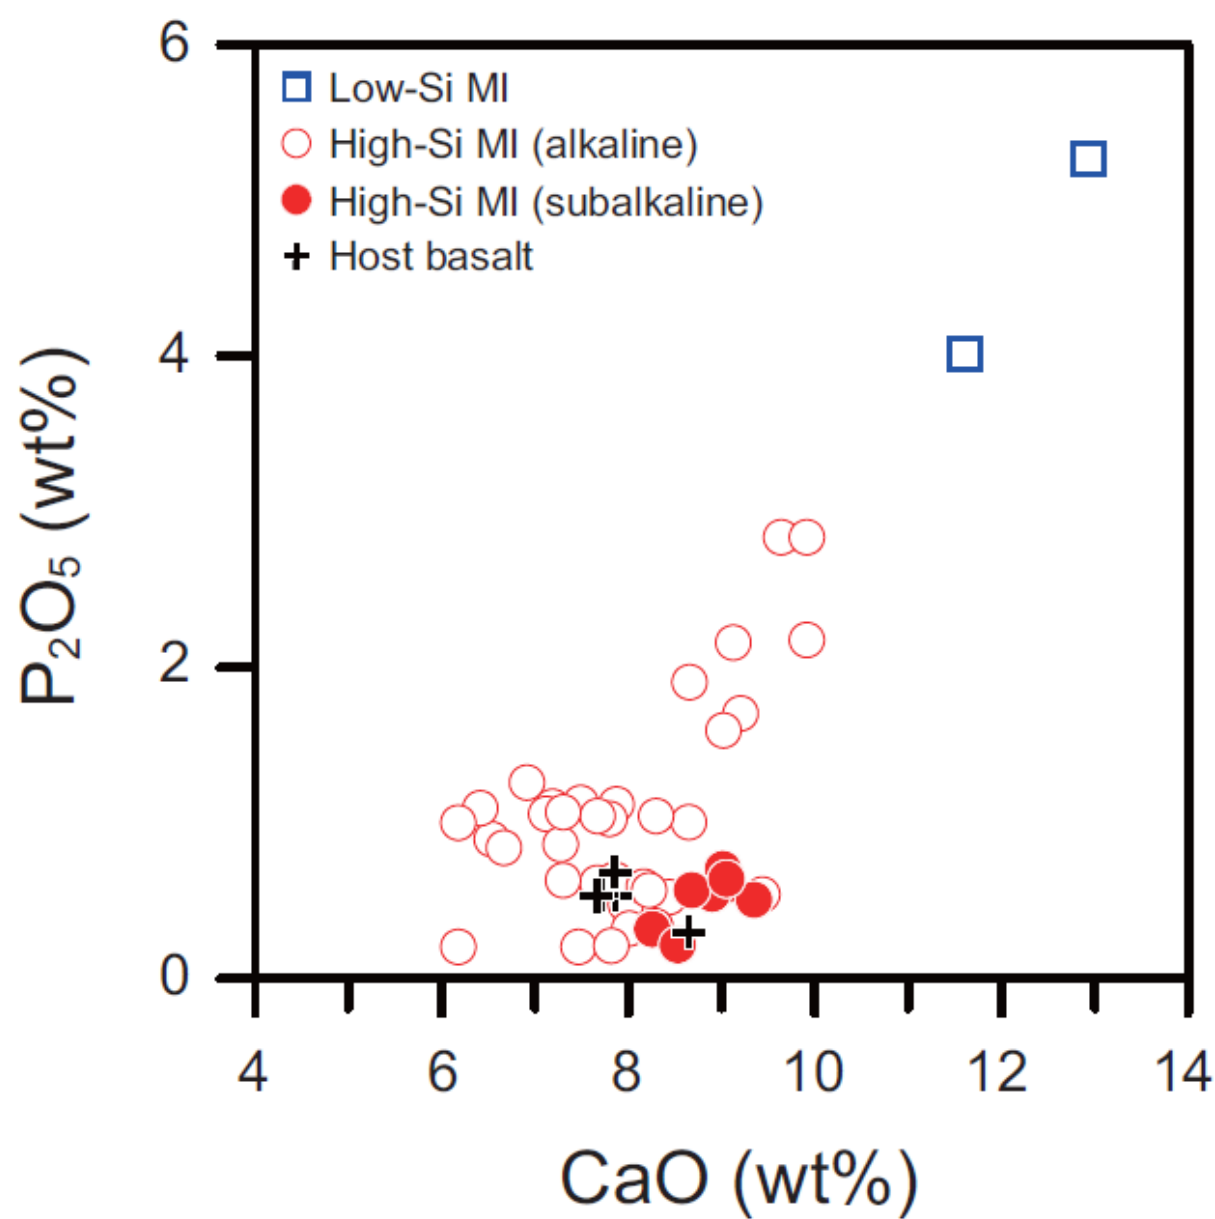 6
Low-Si MI
High-Si MI (alkaline)
High-Si MI (subalkaline)
Host basalt
4
P₂O₅ (wt%)
2
0
4 6 8 10 12 14
CaO (wt%)